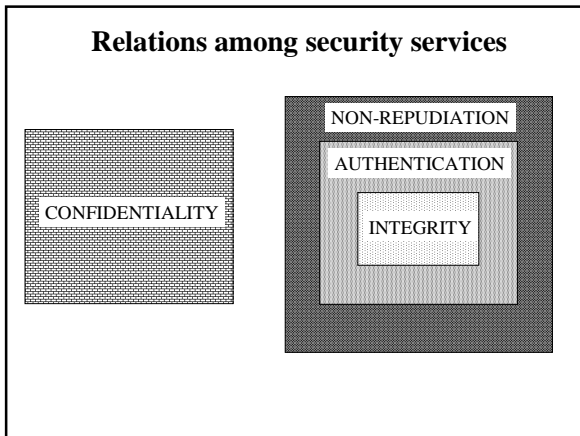 Relations among security services
NON-REPUDIATION
AUTHENTICATION
CONFIDENTIALITY
INTEGRITY